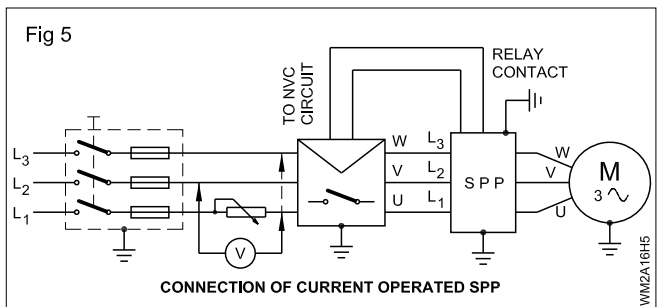 Fig 5
RELAY
CONTACT
TO NVC
CIRCUIT
L3
L2
L1
W
V
U
L3
L2
L1
SPP
W
V
U
M
3
V
CONNECTION OF CURRENT OPERATED SPP
WM2A16H5